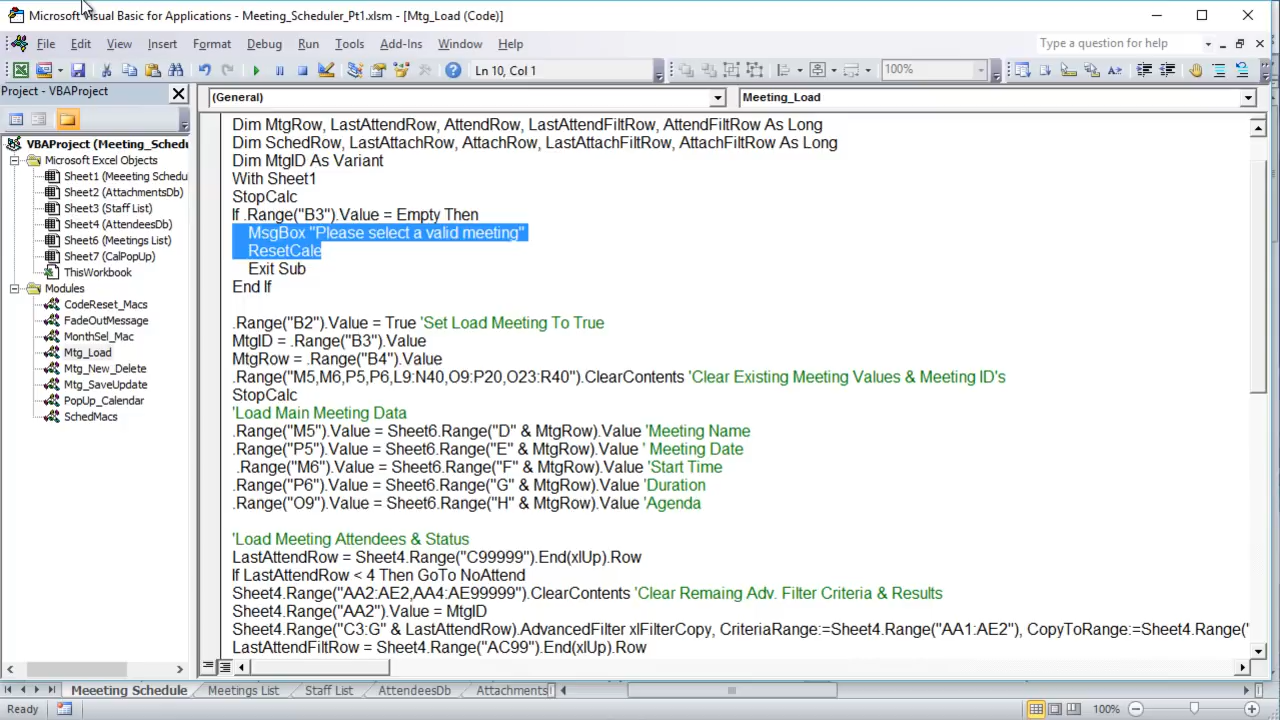 Microsoft Visual Basic for Applications - Meeting_Scheduler_Pt1.xlsm - [Mtg_Load (Code)]
File Edit View Insert Format Debug Run Tools Add-Ins Window Help Type a question for help
Ln 10, Col 1 100%
Project - VBAProject
(General) Meeting_Load
VBAProject (Meeting_Schedu
Microsoft Excel Objects
Sheet1 (Meeeting Schedu
Sheet2 (AttachmentsDb)
Sheet3 (Staff List)
Sheet4 (AttendeesDb)
Sheet6 (Meetings List)
Sheet7 (CalPopUp)
ThisWorkbook
Modules
CodeReset_Macs
FadeOutMessage
MonthSel_Mac
Mtg_Load
Mtg_New_Delete
Mtg_SaveUpdate
PopUp_Calendar
SchedMacs
Dim MtgRow, LastAttendRow, AttendRow, LastAttendFiltRow, AttendFiltRow As Long
Dim SchedRow, LastAttachRow, AttachRow, LastAttachFiltRow, AttachFiltRow As Long
Dim MtgID As Variant
With Sheet1
StopCalc
If .Range("B3").Value = Empty Then
MsgBox "Please select a valid meeting"
ResetCalc
Exit Sub
End If
.Range("B2").Value = True 'Set Load Meeting To True
MtgID = .Range("B3").Value
MtgRow = .Range("B4").Value
.Range("M5,M6,P5,P6,L9:N40,O9:P20,O23:R40").ClearContents 'Clear Existing Meeting Values & Meeting ID's
StopCalc
'Load Main Meeting Data
.Range("M5").Value = Sheet6.Range("D" & MtgRow).Value 'Meeting Name
.Range("P5").Value = Sheet6.Range("E" & MtgRow).Value ' Meeting Date
.Range("M6").Value = Sheet6.Range("F" & MtgRow).Value 'Start Time
.Range("P6").Value = Sheet6.Range("G" & MtgRow).Value 'Duration
.Range("O9").Value = Sheet6.Range("H" & MtgRow).Value 'Agenda
'Load Meeting Attendees & Status
LastAttendRow = Sheet4.Range("C99999").End(xlUp).Row
If LastAttendRow < 4 Then GoTo NoAttend
Sheet4.Range("AA2:AE2,AA4:AE99999").ClearContents 'Clear Remaing Adv. Filter Criteria & Results
Sheet4.Range("AA2").Value = MtgID
Sheet4.Range("C3:G" & LastAttendRow).AdvancedFilter xlFilterCopy, CriteriaRange:=Sheet4.Range("AA1:AE2"), CopyToRange:=Sheet4.Range("
LastAttendFiltRow = Sheet4.Range("AC99").End(xlUp).Row
Meeeting Schedule Meetings List Staff List AttendeesDb Attachments
Ready 100%